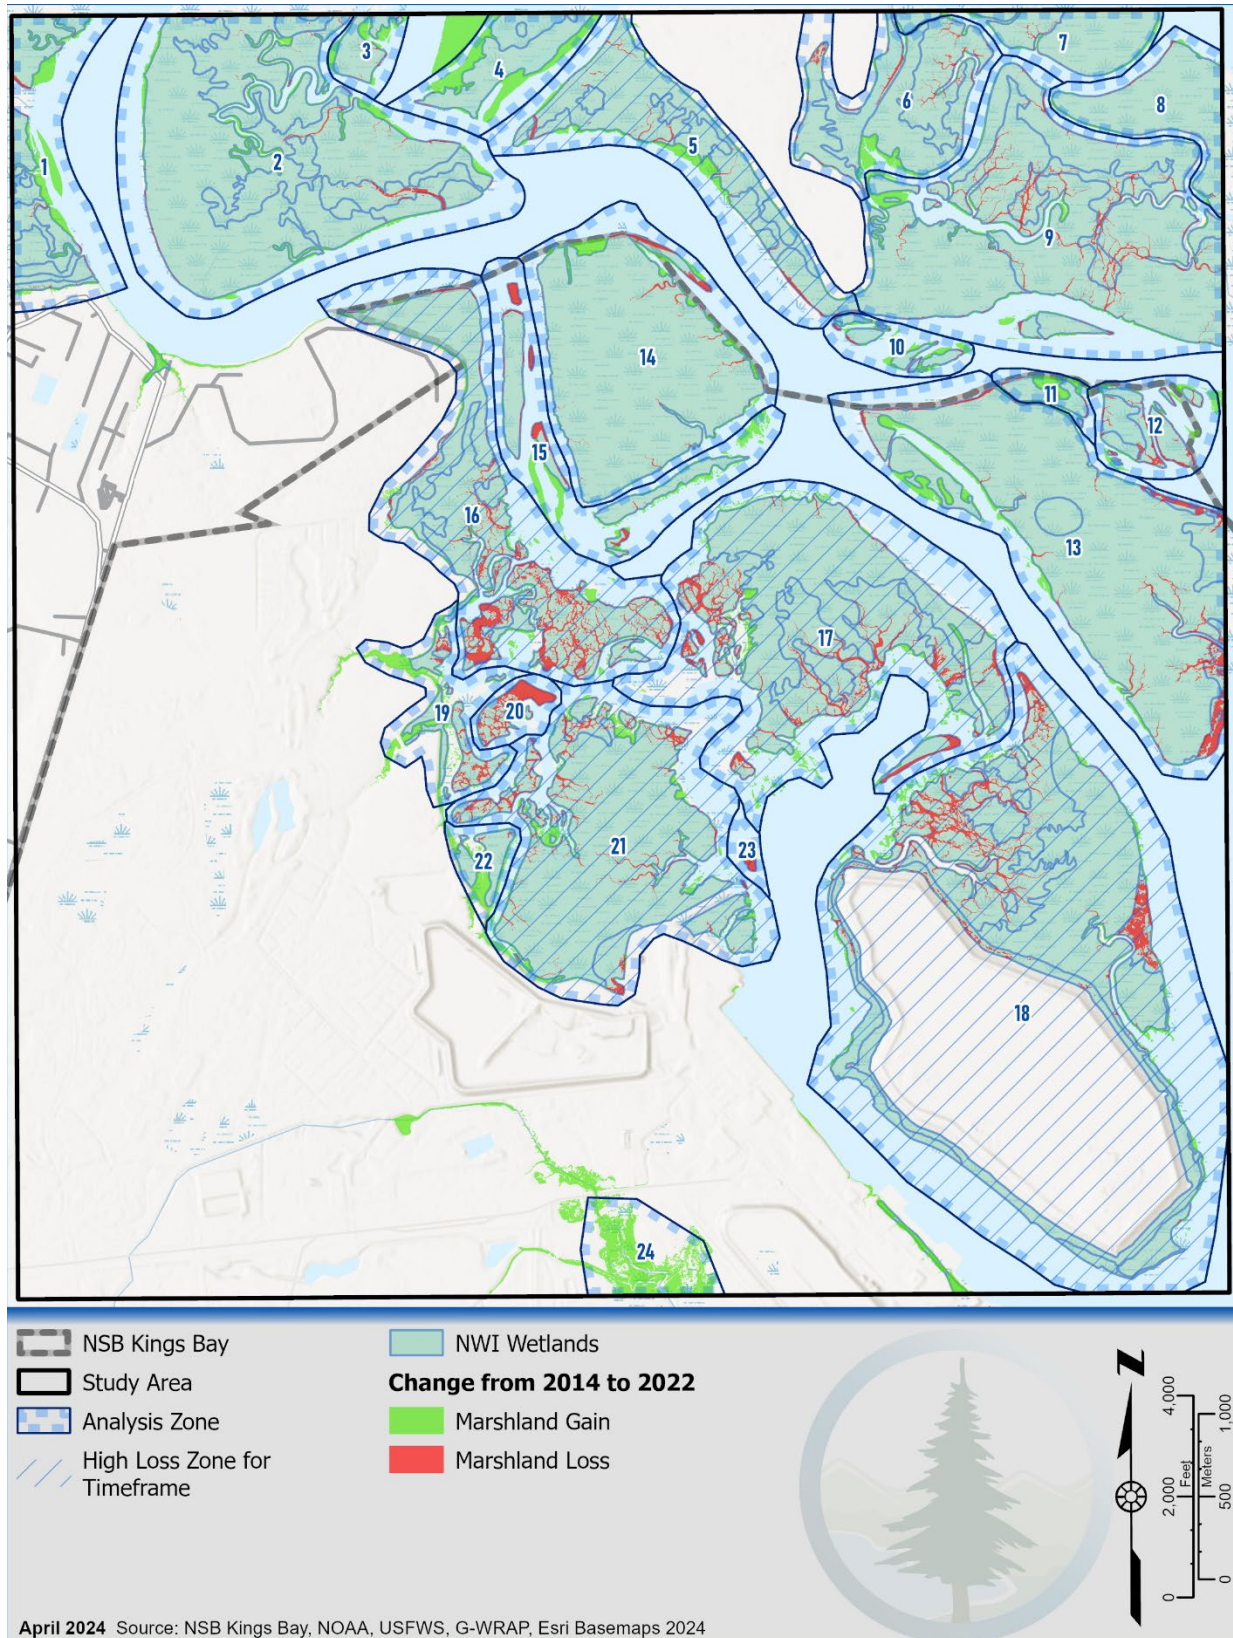 3
4
7
8
6
5
1
2
9
10
14
11
12
15
13
16
17
19
20
21
23
22
18
24
NSB Kings Bay
Study Area
Analysis Zone
High Loss Zone for
Timeframe
NWI Wetlands
Change from 2014 to 2022
Marshland Gain
Marshland Loss
N
4,000
1,000
Feet
Meters
2,000
500
0
0
April 2024 Source: NSB Kings Bay, NOAA, USFWS, G-WRAP, Esri Basemaps 2024